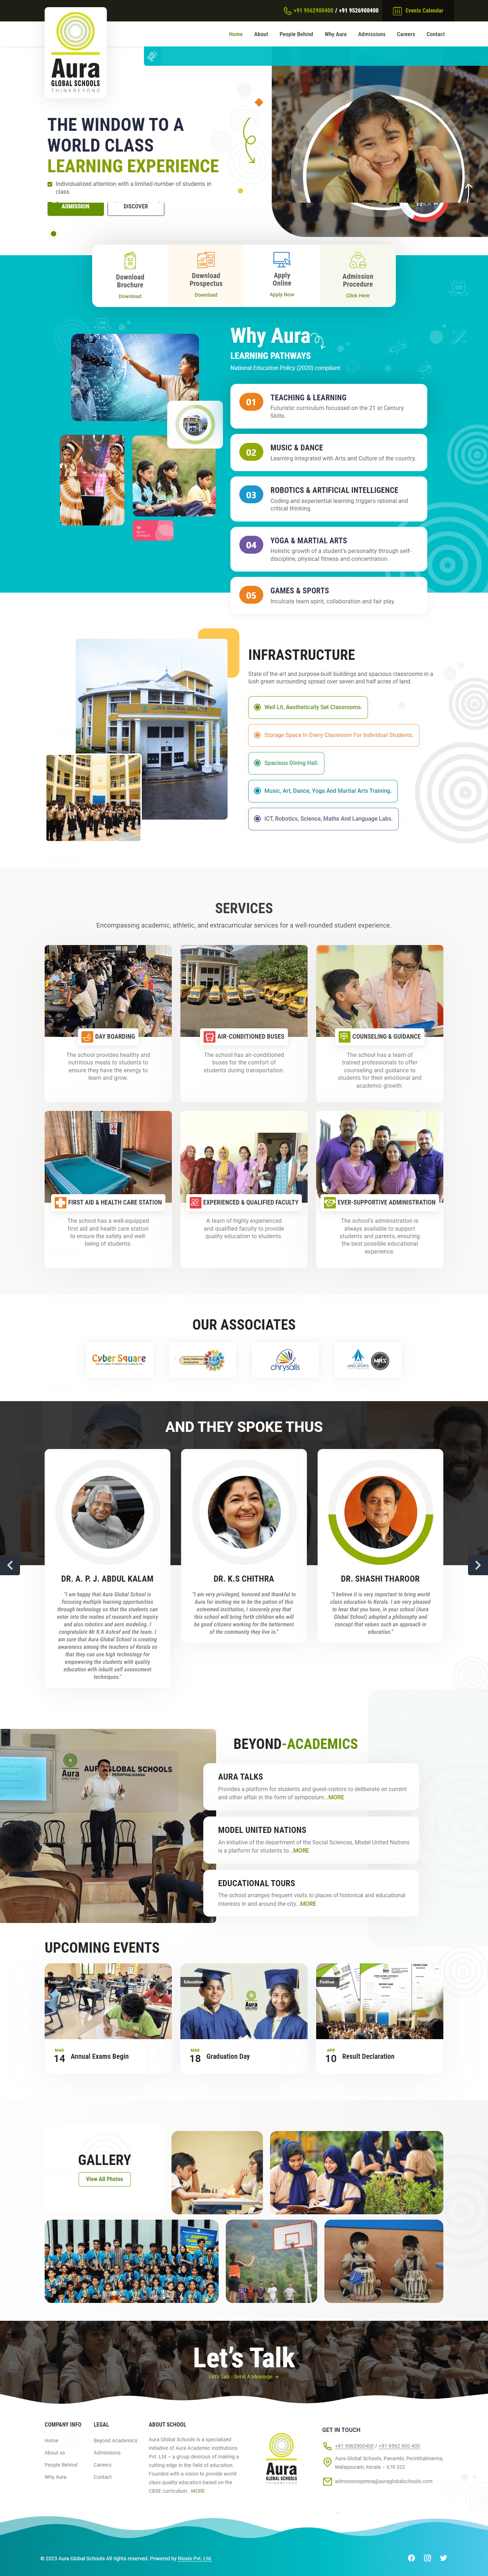 +91 9562900400 / +91 9526900400
Events Calendar
Aura
GLOBAL SCHOOLS
THINKBEYOND
Home
About
People Behind
Why Aura
Admissions
Careers
Contact
THE WINDOW TO A
WORLD CLASS
LEARNING EXPERIENCE
Individualized attention with a limited number of students in
class
ADMISSION
DISCOVER
Download
Brochure
Download
Download
Prospectus
Download
Apply
Online
Apply Now
Admission
Procedure
Click Here
Why Aura
LEARNING PATHWAYS
National Education Policy (2020) compliant
01
TEACHING & LEARNING
Futuristic curriculum focussed on the 21 st Century
Skills.
02
MUSIC & DANCE
Learning integrated with Arts and Culture of the country.
03
ROBOTICS & ARTIFICIAL INTELLIGENCE
Coding and experiential learning triggers rational and
critical thinking.
04
YOGA & MARTIAL ARTS
Holistic growth of a student's personality through self-
discipline, physical fitness and concentration.
05
GAMES & SPORTS
Inculcate team spirit, collaboration and fair play.
INFRASTRUCTURE
State of the art and purpose-built buildings and spacious classrooms in a
lush green surrounding spread over seven and half acres of land.
Well Lit, Aesthetically Set Classrooms.
Storage Space In Every Classroom For Individual Students.
Spacious Dining Hall.
Music, Art, Dance, Yoga And Martial Arts Training.
ICT, Robotics, Science, Maths And Language Labs.
SERVICES
Encompassing academic, athletic, and extracurricular services for a well-rounded student experience.
DAY BOARDING
The school provides healthy and
nutritious meals to students to
ensure they have the energy to
learn and grow.
AIR-CONDITIONED BUSES
The school has air-conditioned
buses for the comfort of
students during transportation.
COUNSELING & GUIDANCE
The school has a team of
trained professionals to offer
counseling and guidance to
students for their emotional and
academic growth.
FIRST AID & HEALTH CARE STATION
The school has a well-equipped
first aid and health care station
to ensure the safety and well-
being of students.
EXPERIENCED & QUALIFIED FACULTY
A team of highly experienced
and qualified faculty to provide
quality education to students.
EVER-SUPPORTIVE ADMINISTRATION
The school's administration is
always available to support
students and parents, ensuring
the best possible educational
experience.
OUR ASSOCIATES
Cyber Square
chrysalis
AND THEY SPOKE THUS
DR. A. P. J. ABDUL KALAM
"I am happy that Aura Global School is
focusing multiple learning opportunities
through technology so that the students can
enter into the realms of research and inquiry
and also robotics and aero modeling. I
congratulate Mr K K Ashraf and the team, I
am sure that Aura Global School is creating
awareness among the teachers of Kerala so
that they can use high technology for
empowering the students with quality
education with inbuilt self assessment
techniques."
DR. K.S CHITHRA
"I am very privileged, honored and thankful to
Aura for inviting me to be the patron of this
esteemed institution, I sincerely pray that
this school will bring forth children who will
be good citizens working for the betterment
of the community they live in."
DR. SHASHI THAROOR
"I believe it is very important to bring world
class education to Kerala. I am very pleased
to hear that you have, in your school (Aura
Global School) adopted a philosophy and
concept that values such an approach in
education."
BEYOND-ACADEMICS
AURA GLOBAL SCHOOLS
PERINTHALMANNA
AURA TALKS
Provides a platform for students and guest-visitors to deliberate on current
and other affair in the form of symposium...MORE
MODEL UNITED NATIONS
An initiative of the department of the Social Sciences, Model United Nations
is a platform for students to...MORE
EDUCATIONAL TOURS
The school arranges frequent visits to places of historical and educational
interests in and around the city...MORE
UPCOMING EVENTS
Festival
MAR
14
Annual Exams Begin
Education
MAR
18
Graduation Day
Festival
APR
10
Result Declaration
GALLERY
View All Photos
Let's Talk
Let's Talk - Send A Message →
COMPANY INFO
Home
About us
People Behind
Why Aura
LEGAL
Beyond Academics
Admissions
Careers
Contact
ABOUT SCHOOL
Aura Global Schools is a specialized
initiative of Aura Academic Institutions
Pvt. Ltd – a group desirous of making a
cutting edge in the field of education.
Founded with a vision to provide world
class quality education based on the
CBSE curriculum.. MORE
Aura
GLOBAL SCHOOLS
THINKBEYOND
GET IN TOUCH
+91 9562900400 / +91 9562 900 400
Aura Global Schools, Panambi, Perinthalmanna,
Malappuram, Kerala – 679 322
admissionspmna@auraglobalschools.com
© 2023 Aura Global Schools All rights reserved. Powered by Rissia Pvt. Ltd.